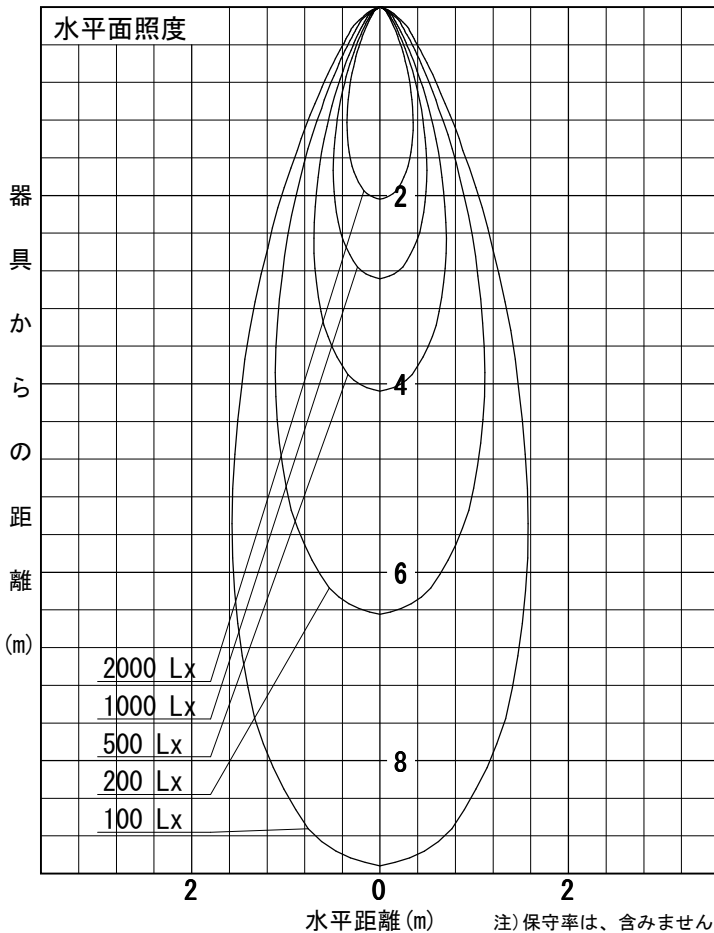 水平面照度
器具からの距離(m)
2
4
6
8
2000 Lx
1000 Lx
500 Lx
200 Lx
100 Lx
2
0
2
水平距離(m)
注)保守率は、含みません